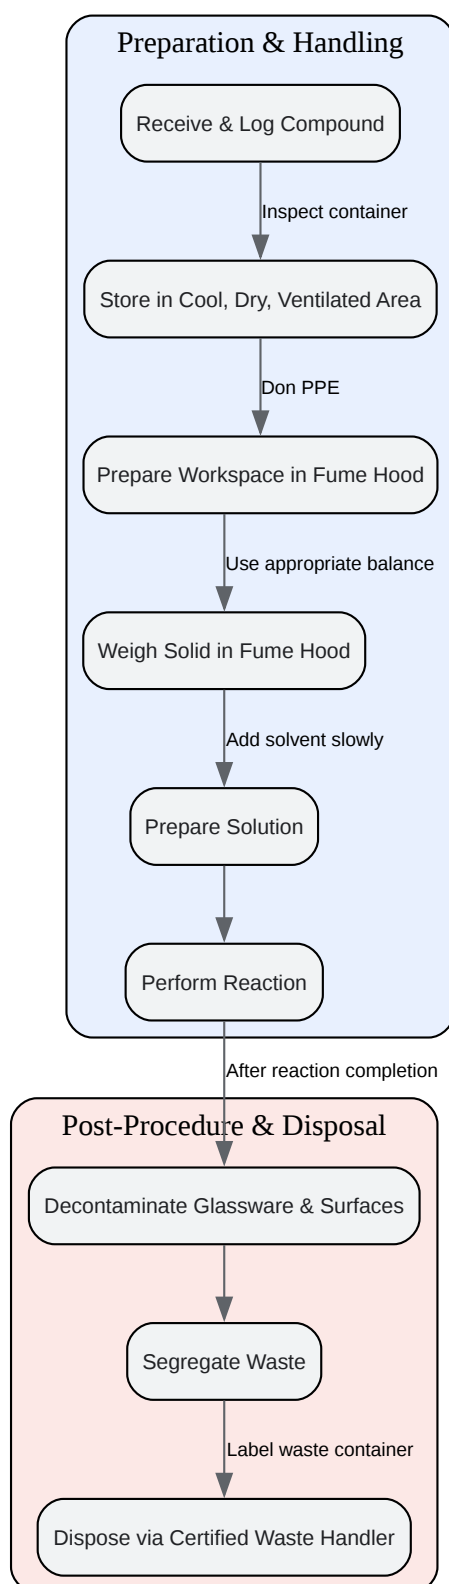 Preparation & Handling
Receive & Log Compound
Inspect container
Store in Cool, Dry, Ventilated Area
Don PPE
Prepare Workspace in Fume Hood
Use appropriate balance
Weigh Solid in Fume Hood
Add solvent slowly
Prepare Solution
Perform Reaction
After reaction completion
Post-Procedure & Disposal
Decontaminate Glassware & Surfaces
Segregate Waste
Label waste container
Dispose via Certified Waste Handler